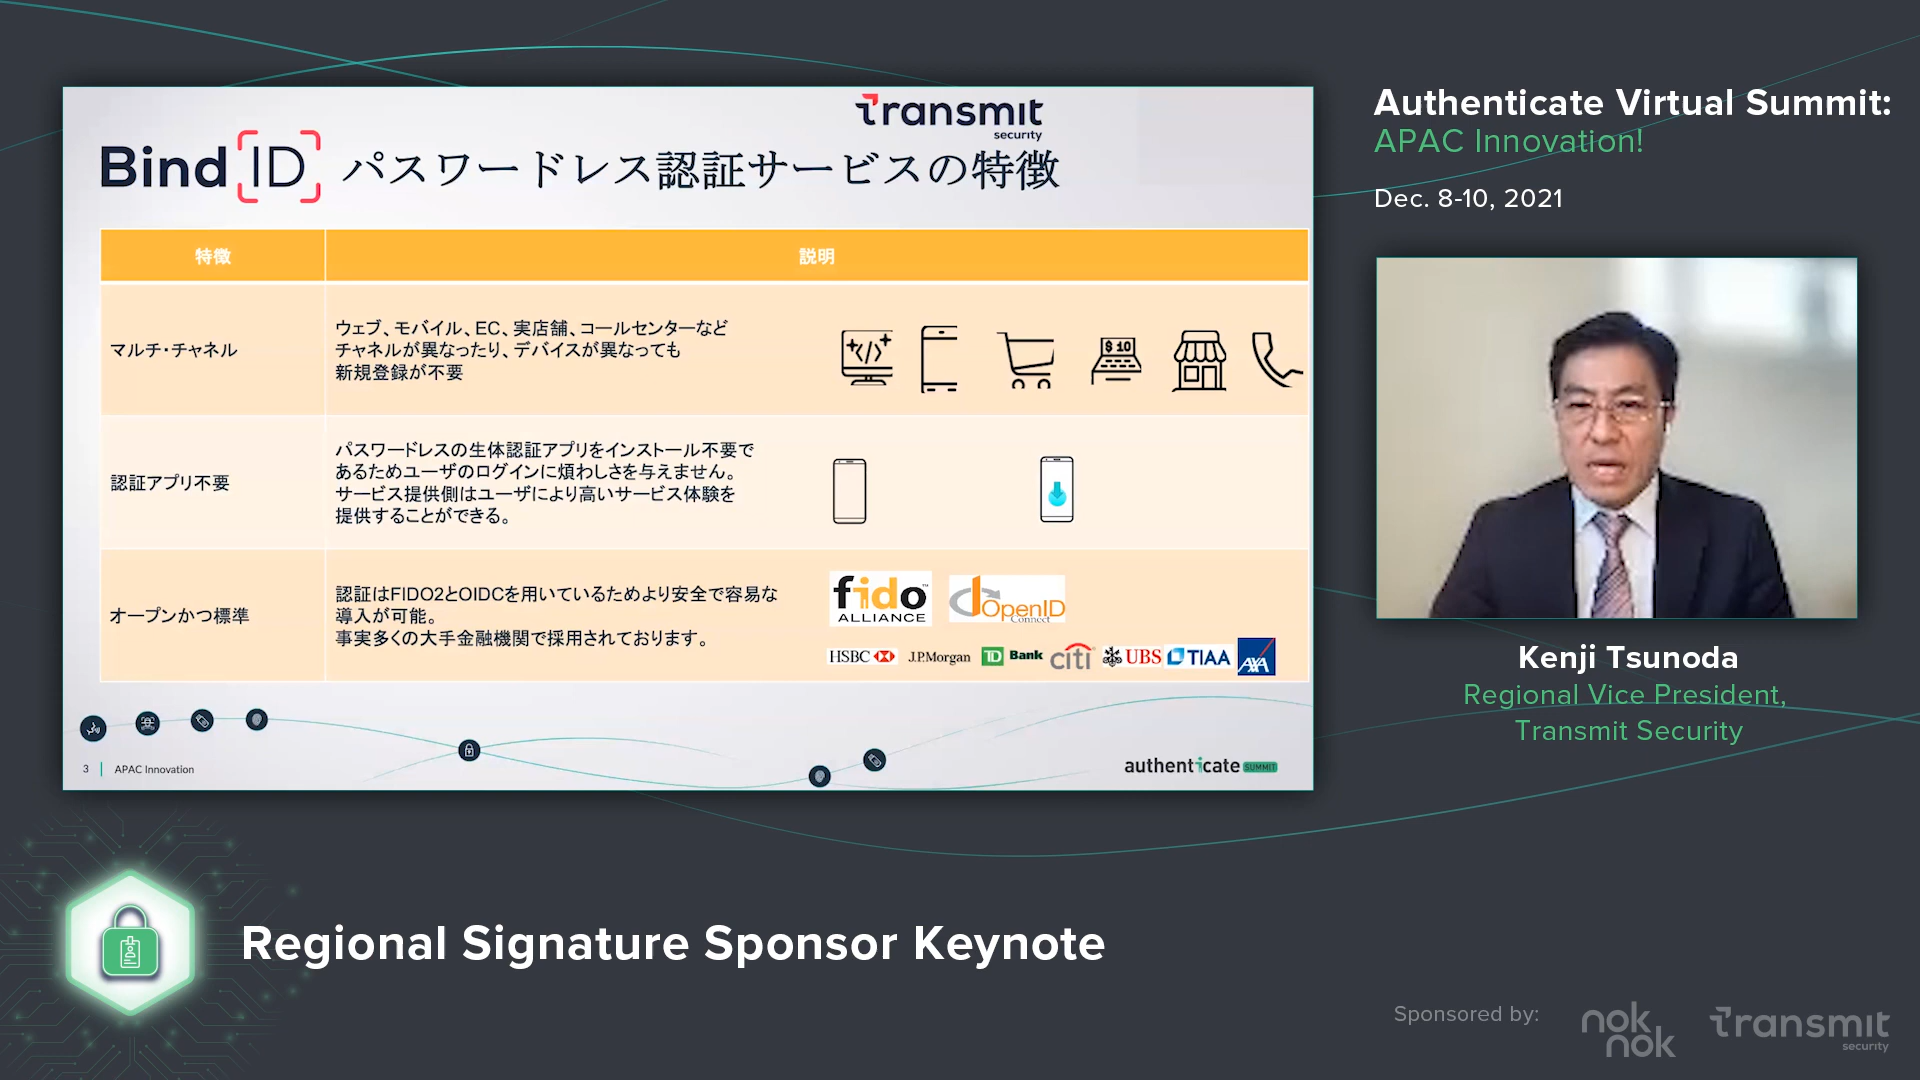 Transmit
security
Bind ID パスワードレス認証サービスの特徴
特徴
説明
マルチ・チャネル
ウェブ、モバイル、EC、実店舗、コールセンターなど
チャネルが異なったり、デバイスが異なっても
新規登録が不要
$ 10
認証アプリ不要
パスワードレスの生体認証アプリをインストール不要で
あるためユーザのログインに煩わしさを与えません。
サービス提供側はユーザにより高いサービス体験を
提供することができる。
オープンかつ標準
認証はFIDO2とOIDCを用いているためより安全で容易な
導入が可能。
事実多くの大手金融機関で採用されております。
fido™
ALLIANCE
OpenID
Connect
HSBC
J.P.Morgan
TD Bank
citi
UBS
TIAA
AXA
3 | APAC Innovation
authenticate SUMMIT
Authenticate Virtual Summit:
APAC Innovation!
Dec. 8-10, 2021
Kenji Tsunoda
Regional Vice President,
Transmit Security
Regional Signature Sponsor Keynote
Sponsored by:
nok
nok
Transmit
security